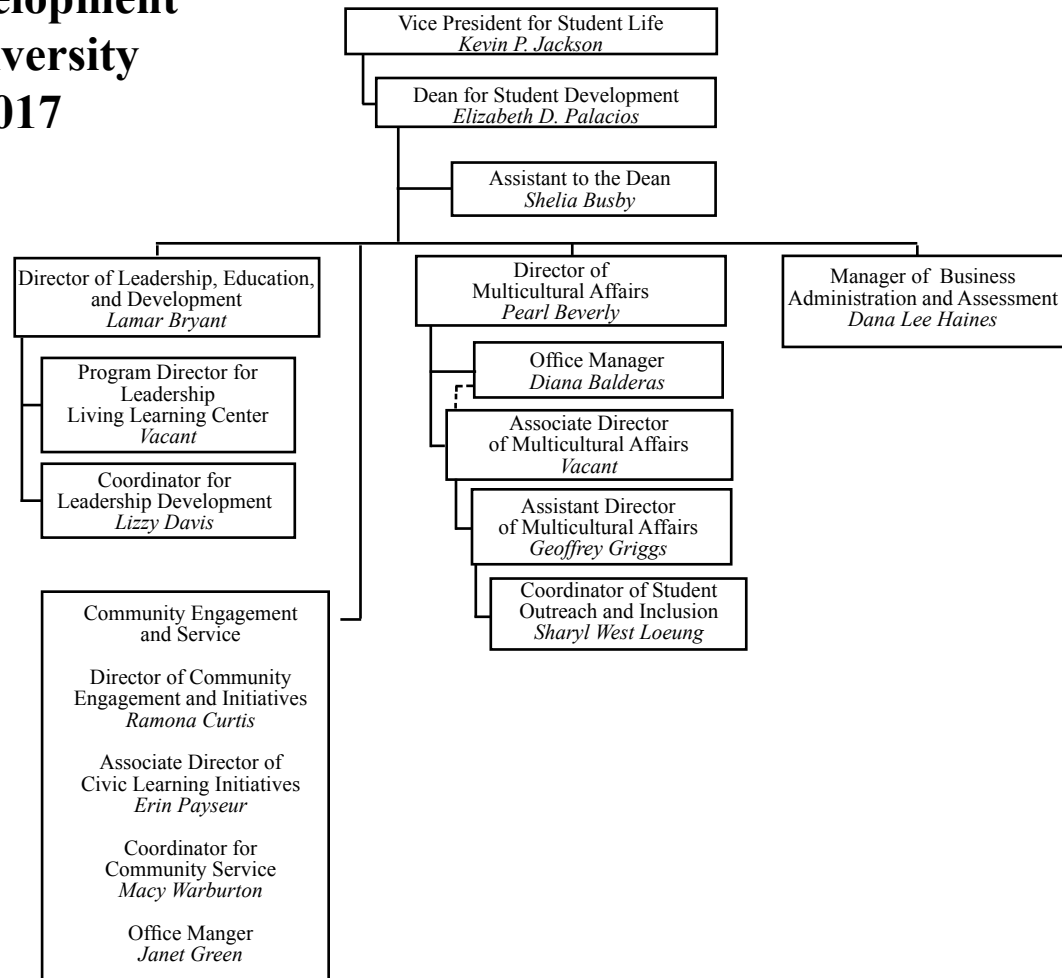 elopment
versity
017
Vice President for Student Life
Kevin P. Jackson
Dean for Student Development
Elizabeth D. Palacios
Assistant to the Dean
Shelia Busby
Director of Leadership, Education,
and Development
Lamar Bryant
Program Director for
Leadership
Living Learning Center
Vacant
Coordinator for
Leadership Development
Lizzy Davis
Community Engagement
and Service
Director of Community
Engagement and Initiatives
Ramona Curtis
Associate Director of
Civic Learning Initiatives
Erin Payseur
Coordinator for
Community Service
Macy Warburton
Office Manger
Janet Green
Director of
Multicultural Affairs
Pearl Beverly
Office Manager
Diana Balderas
Associate Director
of Multicultural Affairs
Vacant
Assistant Director
of Multicultural Affairs
Geoffrey Griggs
Coordinator of Student
Outreach and Inclusion
Sharyl West Loeung
Manager of  Business
Administration and Assessment
Dana Lee Haines